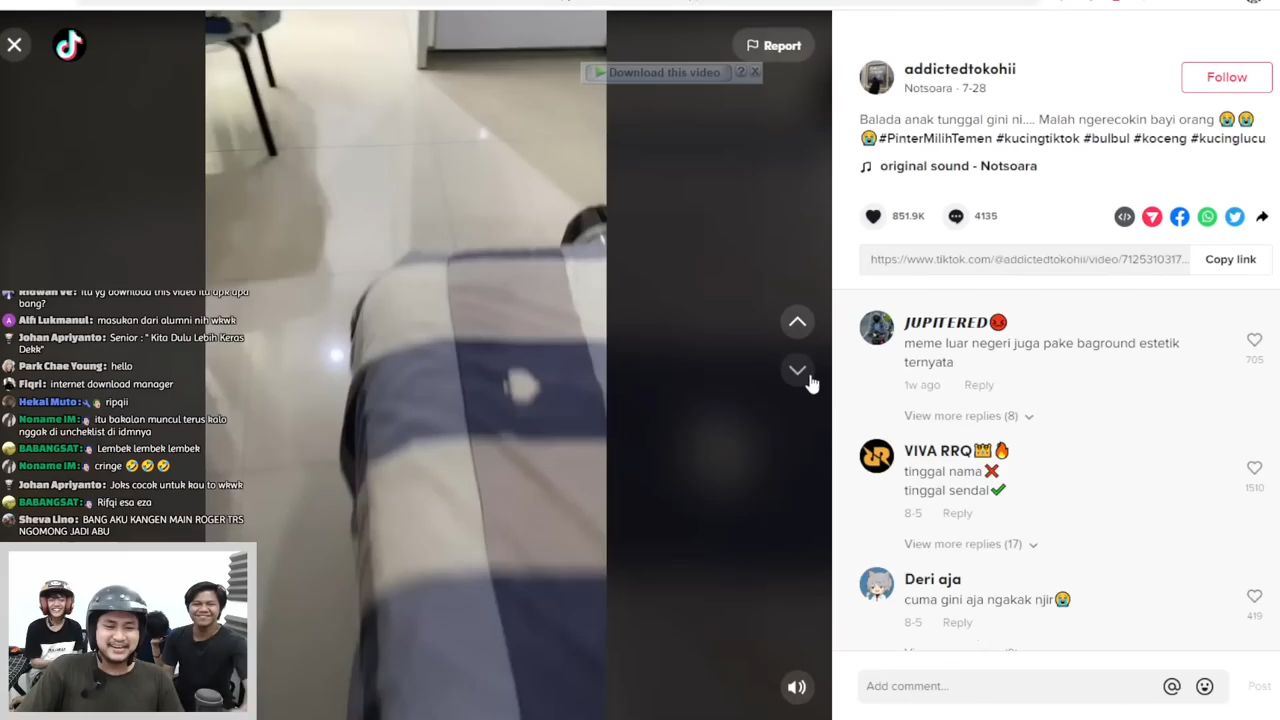 Report
Download this video
Ridwan Ve: itu yg download this video itu apk apa
bang?
Alfi Lukmanul: masukan dari alumni nih wkwk
Johan Apriyanto: Senior : " Kita Dulu Lebih Keras
Dekk"
Park Chae Young: hello
Fiqri: internet download manager
Hekal Muto: ripqii
Noname IM: itu bakalan muncul terus kalo
nggak di uncheklist di idmnya
BABANGSAT: Lembek lembek lembek
Noname IM: cringe 🤣🤣🤣
Johan Apriyanto: Joks cocok untuk kau to wkwk
BABANGSAT: Rifqi esa eza
Sheva Lino: BANG AKU KANGEN MAIN ROGER TRS
NGOMONG JADI ABU
addictedtokohii
Notsoara · 7-28
Follow
Balada anak tunggal gini ni.... Malah ngerecokin bayi orang 😭😭
😭#PinterMilihTemen #kucingtiktok #bulbul #koceng #kucinglucu
original sound - Notsoara
851.9K
4135
https://www.tiktok.com/@addictedtokohii/video/7125310317...
Copy link
JUPITERED😡
meme luar negeri juga pake baground estetik
ternyata
705
1w ago Reply
View more replies (8)
VIVA RRQ👑🔥
tinggal nama❌
tinggal sendal✔
1510
8-5 Reply
View more replies (17)
Deri aja
cuma gini aja ngakak njir😭
419
8-5 Reply
Add comment...
Post